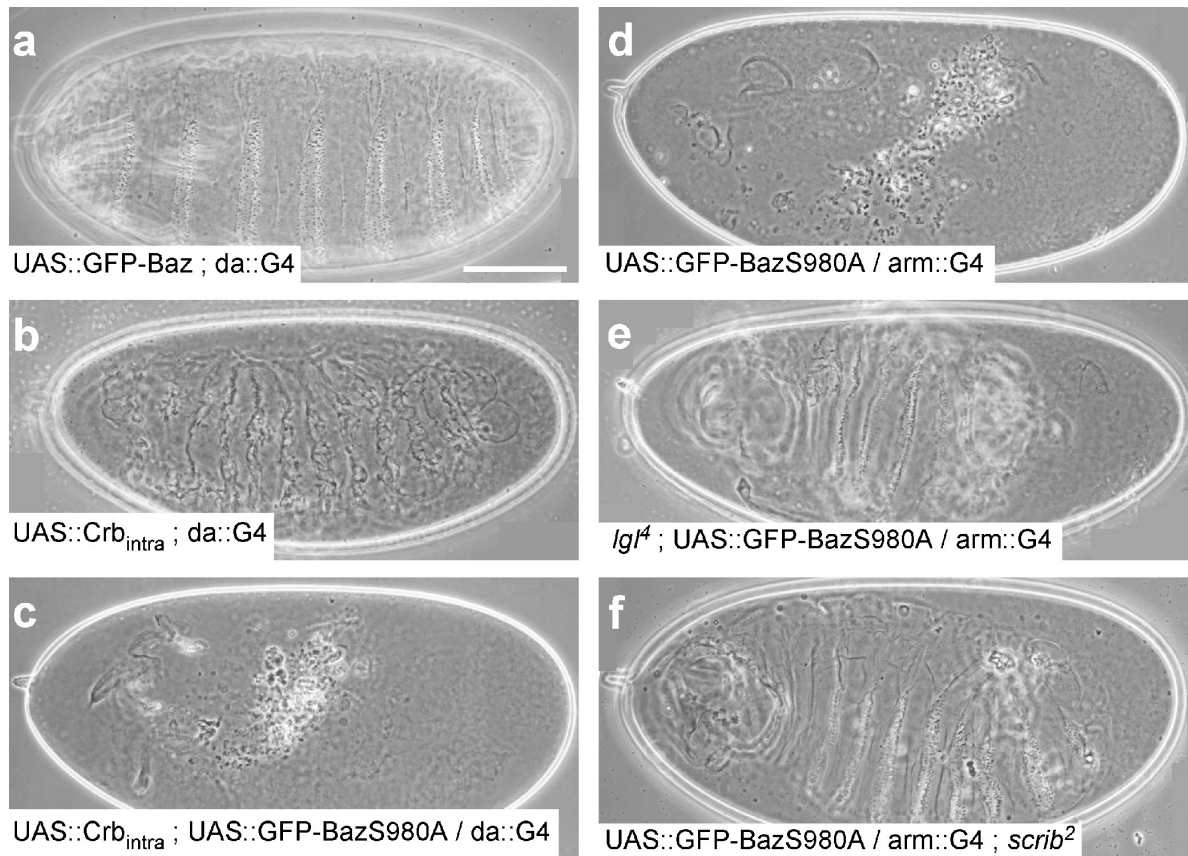 a
UAS::GFP-Baz ; da::G4
b
UAS::Crbintra ; da::G4
c
UAS::Crbintra ; UAS::GFP-BazS980A / da::G4
d
UAS::GFP-BazS980A / arm::G4
e
lgl4 ; UAS::GFP-BazS980A / arm::G4
f
UAS::GFP-BazS980A / arm::G4 ; scrib2